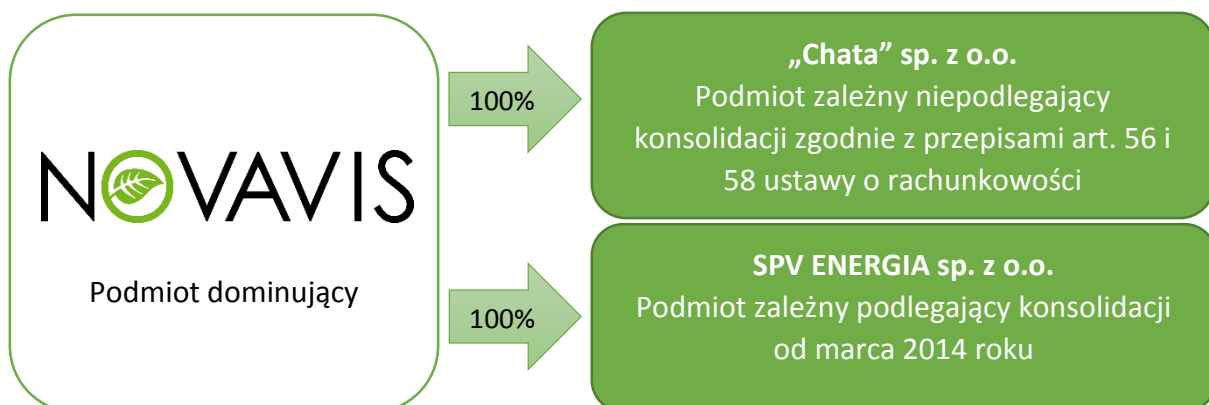 NOVAVIS
Podmiot dominujący
100%
„Chata” sp. z o.o.
Podmiot zależny niepodlegający
konsolidacji zgodnie z przepisami art. 56 i
58 ustawy o rachunkowości
100%
SPV ENERGIA sp. z o.o.
Podmiot zależny podlegający konsolidacji
od marca 2014 roku